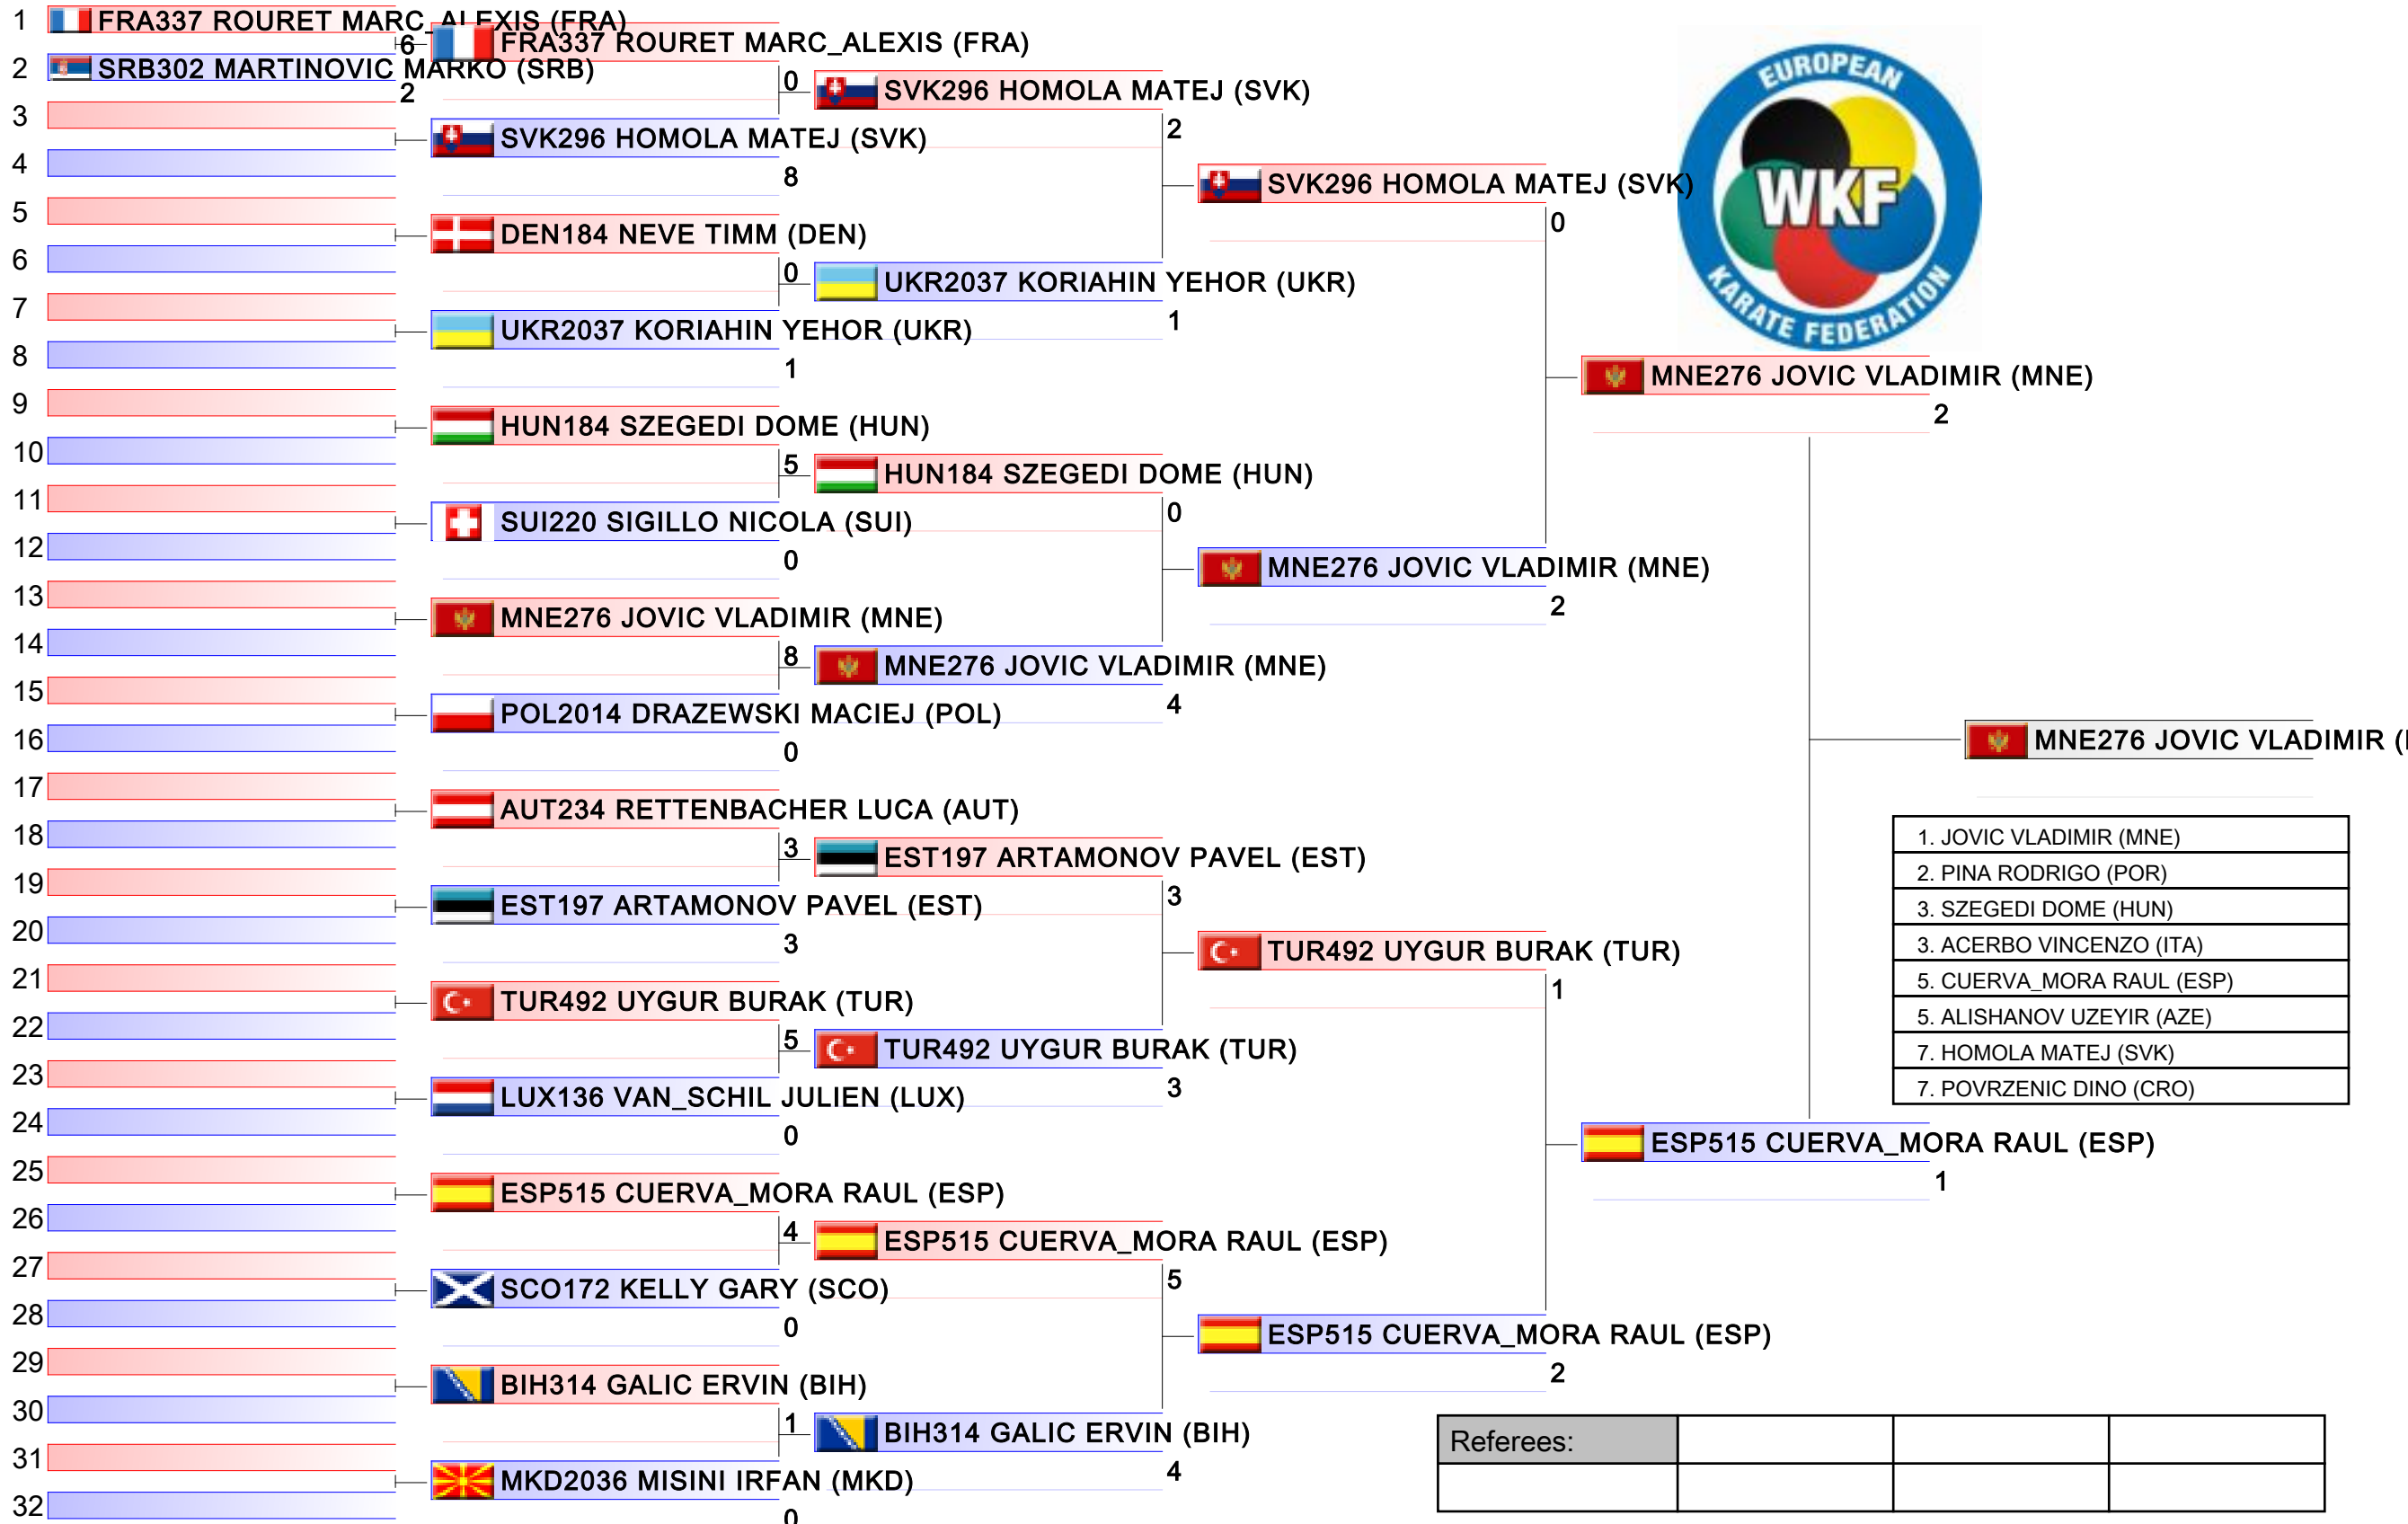 1 FRA337 ROURET MARC_ALEXIS (FRA)
6
2 SRB302 MARTINOVIC MARKO (SRB)
2
3
4
5
6
7
8
9
10
11
12
13
14
15
16
17
18
19
20
21
22
23
24
25
26
27
28
29
30
31
32
FRA337 ROURET MARC_ALEXIS (FRA)
0
SVK296 HOMOLA MATEJ (SVK)
8
DEN184 NEVE TIMM (DEN)
0
UKR2037 KORIAHIN YEHOR (UKR)
1
HUN184 SZEGEDI DOME (HUN)
5
SUI220 SIGILLO NICOLA (SUI)
0
MNE276 JOVIC VLADIMIR (MNE)
8
POL2014 DRAZEWSKI MACIEJ (POL)
0
AUT234 RETTENBACHER LUCA (AUT)
3
EST197 ARTAMONOV PAVEL (EST)
3
TUR492 UYGUR BURAK (TUR)
5
LUX136 VAN_SCHIL JULIEN (LUX)
0
ESP515 CUERVA_MORA RAUL (ESP)
4
SCO172 KELLY GARY (SCO)
0
BIH314 GALIC ERVIN (BIH)
1
MKD2036 MISINI IRFAN (MKD)
0
SVK296 HOMOLA MATEJ (SVK)
2
UKR2037 KORIAHIN YEHOR (UKR)
1
HUN184 SZEGEDI DOME (HUN)
0
MNE276 JOVIC VLADIMIR (MNE)
4
EST197 ARTAMONOV PAVEL (EST)
3
TUR492 UYGUR BURAK (TUR)
3
ESP515 CUERVA_MORA RAUL (ESP)
5
BIH314 GALIC ERVIN (BIH)
4
SVK296 HOMOLA MATEJ (SVK)
0
MNE276 JOVIC VLADIMIR (MNE)
2
TUR492 UYGUR BURAK (TUR)
1
ESP515 CUERVA_MORA RAUL (ESP)
2
EUROPEAN
WKF
KARATE FEDERATION
MNE276 JOVIC VLADIMIR (MNE)
2
ESP515 CUERVA_MORA RAUL (ESP)
1
MNE276 JOVIC VLADIMIR (
1. JOVIC VLADIMIR (MNE)
2. PINA RODRIGO (POR)
3. SZEGEDI DOME (HUN)
3. ACERBO VINCENZO (ITA)
5. CUERVA_MORA RAUL (ESP)
5. ALISHANOV UZEYIR (AZE)
7. HOMOLA MATEJ (SVK)
7. POVRZENIC DINO (CRO)
Referees: